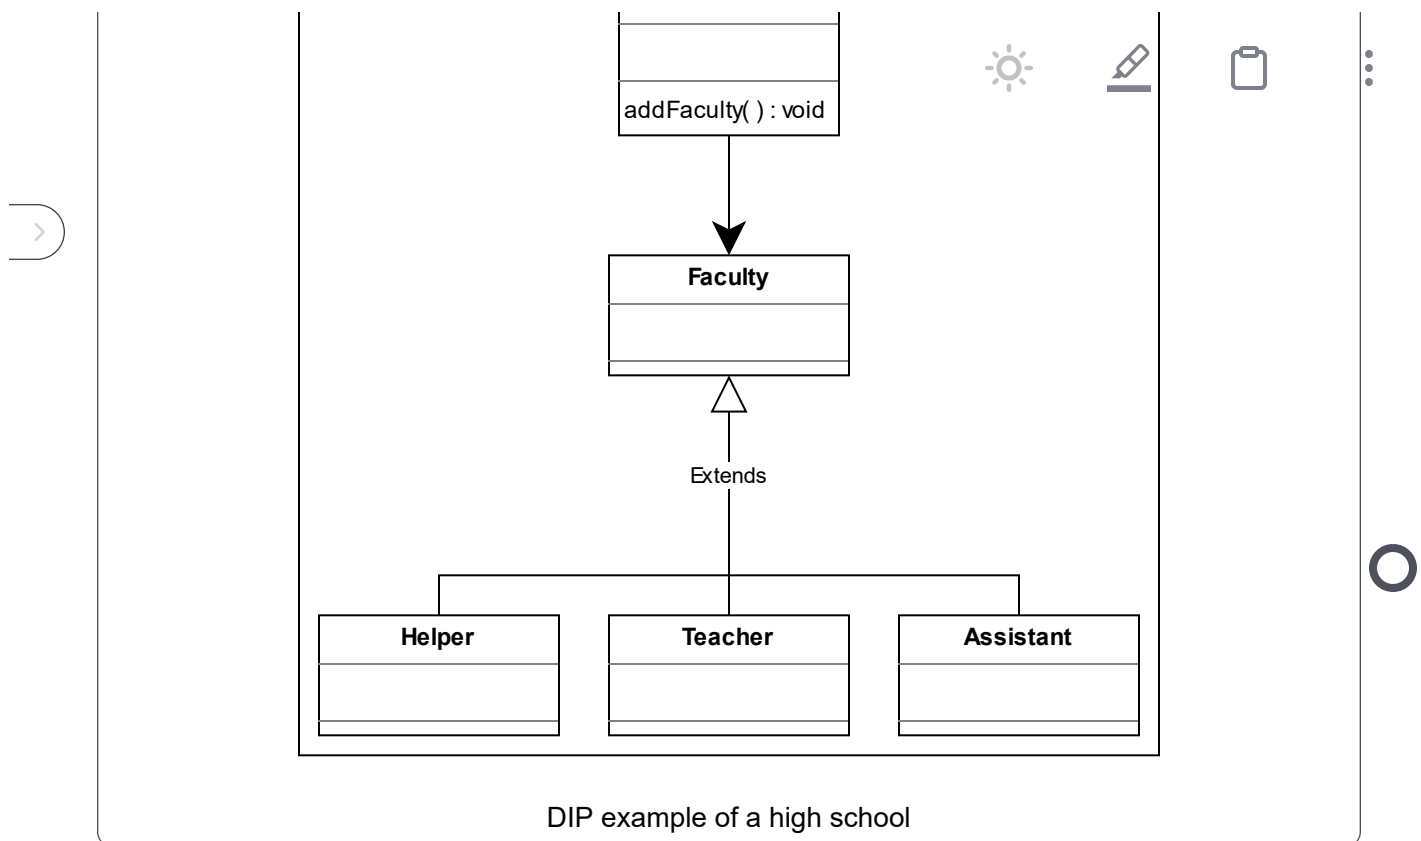 addFaculty( ) : void
Faculty
Extends
Helper
Teacher
Assistant
DIP example of a high school